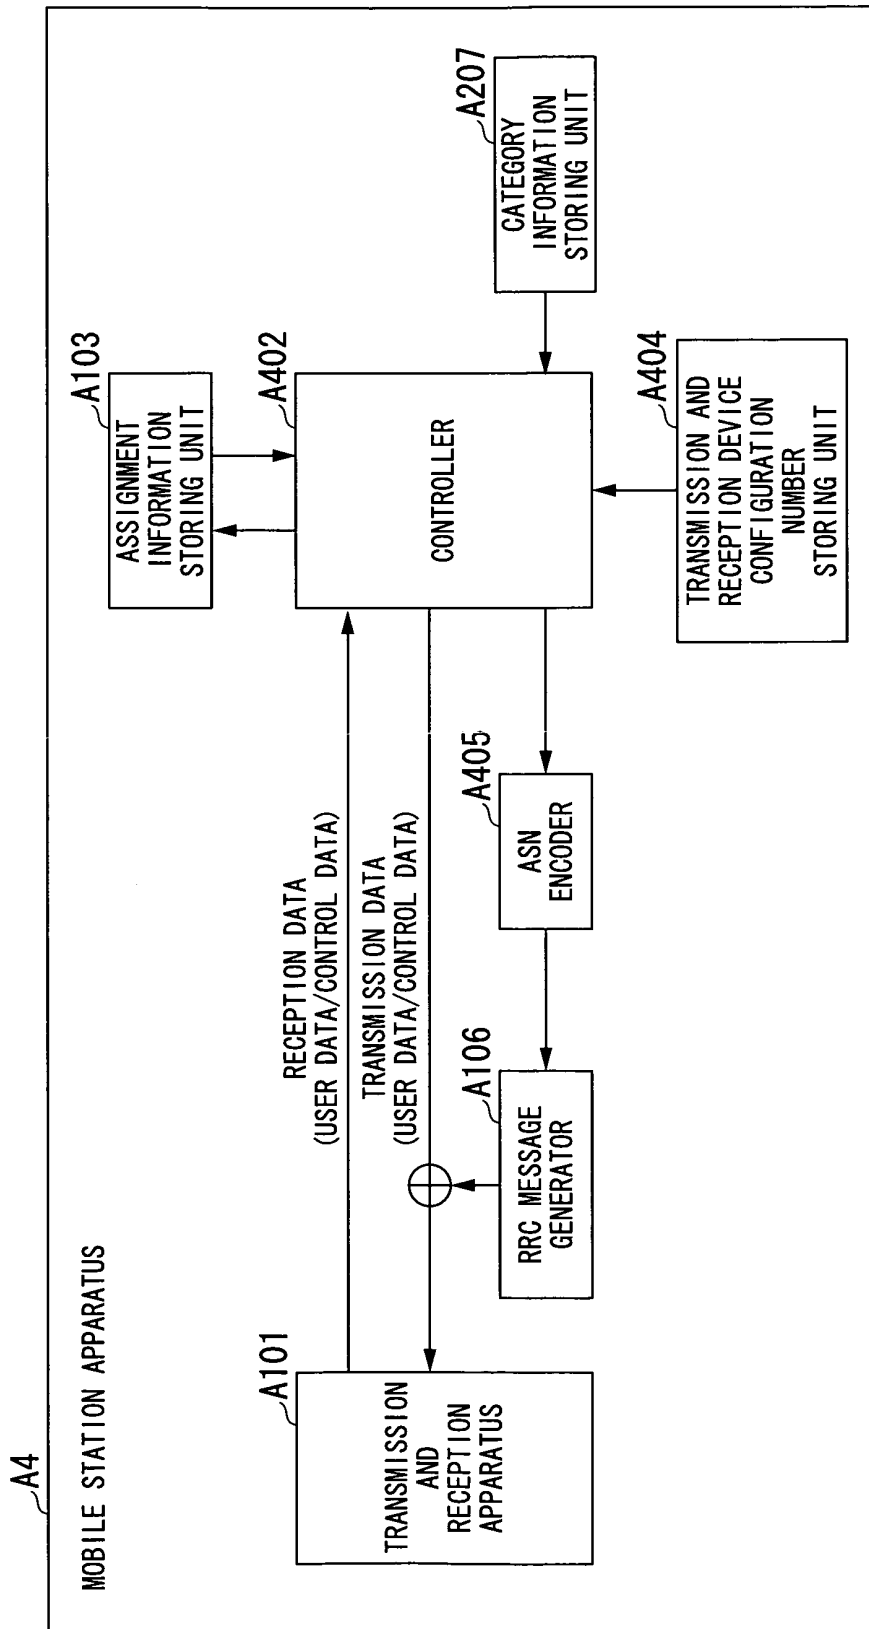 A4
MOBILE STATION APPARATUS
A101
TRANSMISSION
AND
RECEPTION
APPARATUS
RECEPTION DATA
(USER DATA/CONTROL DATA)
TRANSMISSION DATA
(USER DATA/CONTROL DATA)
A106
RRC MESSAGE
GENERATOR
A405
ASN
ENCODER
A103
ASSIGNMENT
INFORMATION
STORING UNIT
A402
CONTROLLER
A404
TRANSMISSION AND
RECEPTION DEVICE
CONFIGURATION
NUMBER
STORING UNIT
A207
CATEGORY
INFORMATION
STORING UNIT